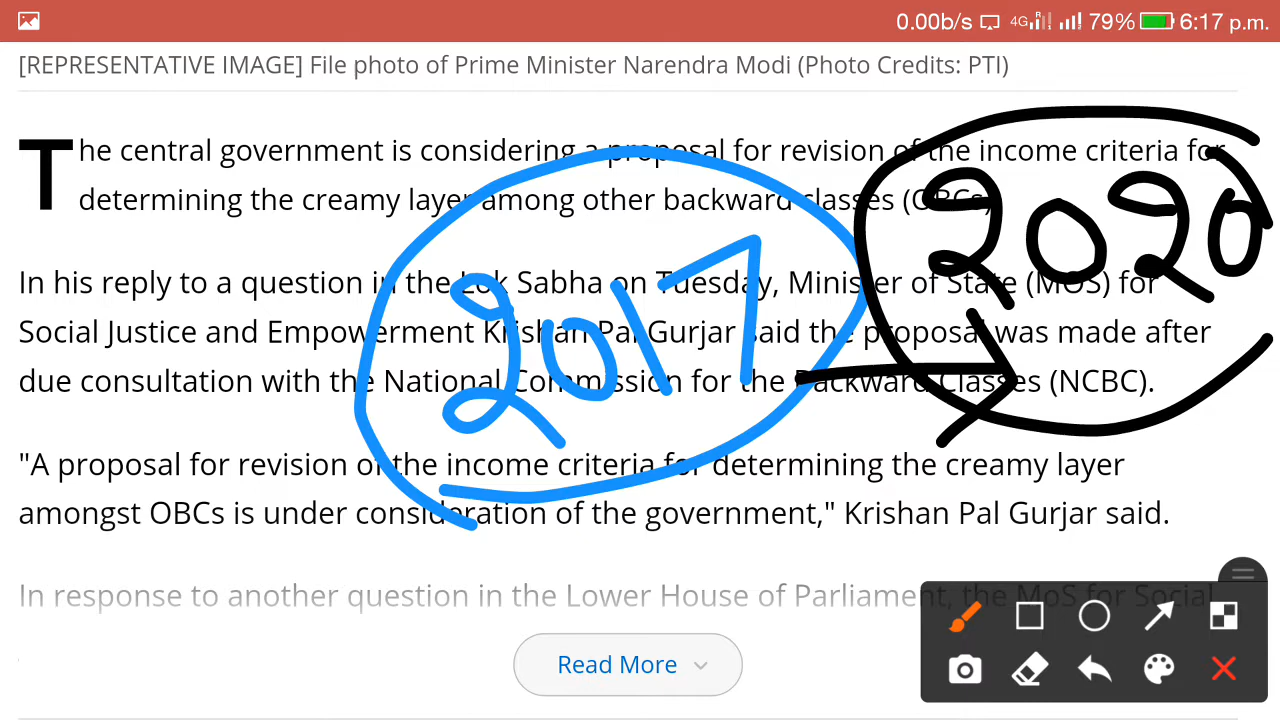 0.00b/s 4G 79% 6:17 p.m.
[REPRESENTATIVE IMAGE] File photo of Prime Minister Narendra Modi (Photo Credits: PTI)
The central government is considering a proposal for revision of the income criteria for
determining the creamy layer among other backward classes (OBCs)
2020
2017
In his reply to a question in the Lok Sabha on Tuesday, Minister of State (MOS) for
Social Justice and Empowerment Krishan Pal Gurjar said the proposal was made after
due consultation with the National Commission for the Backward Classes (NCBC).
"A proposal for revision of the income criteria for determining the creamy layer
amongst OBCs is under consideration of the government," Krishan Pal Gurjar said.
In response to another question in the Lower House of Parliament, the MoS for Social
Read More